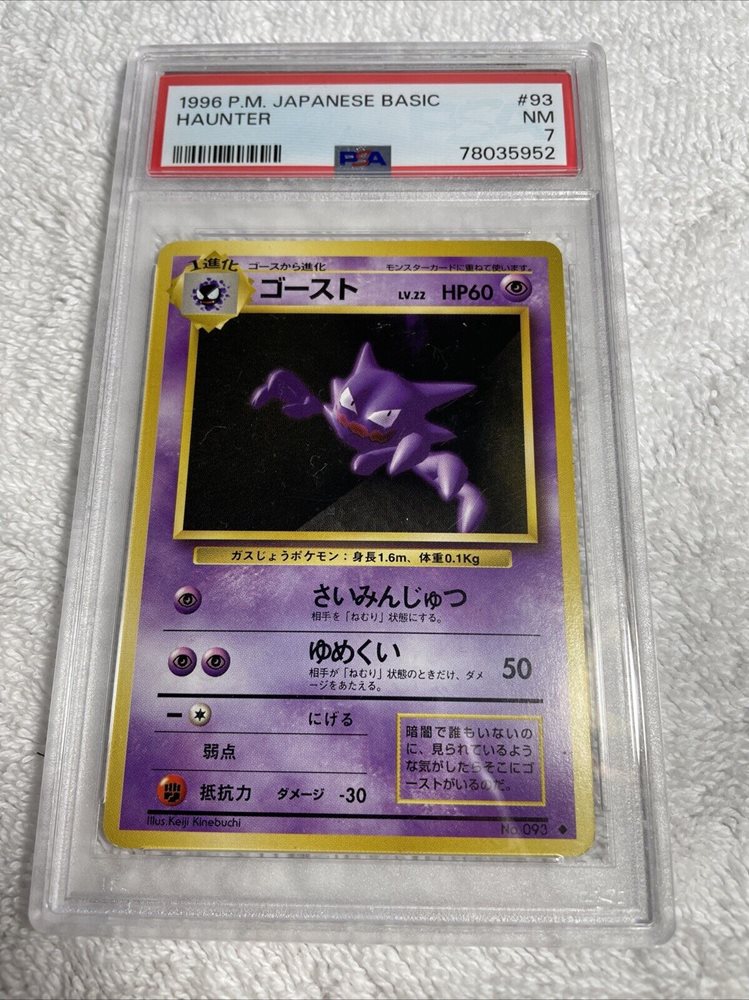 1996 P.M. JAPANESE BASIC #93
HAUNTER NM
7
PSA 78035952
1進化 ゴースから進化 モンスターカードに重ねて使います。
ゴースト LV.22 HP60
ガスじょうポケモン：身長1.6m、体重0.1Kg
さいみんじゅつ
相手を「ねむり」状態にする。
ゆめくい 50
相手が「ねむり」状態のときだけ、ダメ
ージをあたえる。
にげる
弱点
抵抗力 ダメージ -30
暗闇で誰もいないの
に、見られているよう
な気がしたらそこにゴ
ーストがいるのだ。
Illus.Keiji Kinebuchi No.093